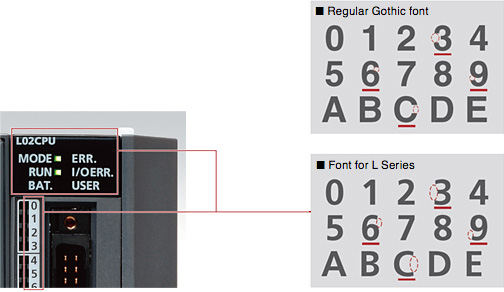 ■ Regular Gothic font
0 1 2 3 4
5 6 7 8 9
A B C D E
L02CPU
MODE ERR.
RUN I/OERR.
BAT. USER
0
1
2
3
4
5
6
■ Font for L Series
0 1 2 3 4
5 6 7 8 9
A B C D E